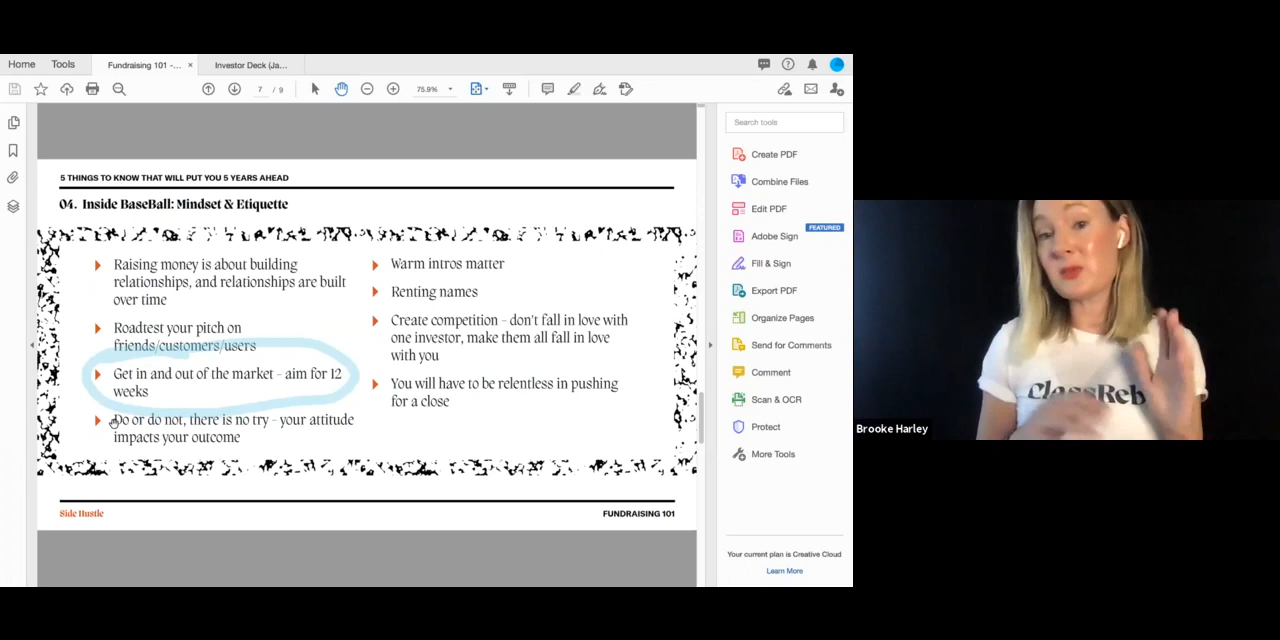 Home
Tools
Fundraising 101 -...
×
Investor Deck (Ja...
7 / 9
75.9%
Search tools
Create PDF
Combine Files
Edit PDF
FEATURED
Adobe Sign
Fill & Sign
Export PDF
Organize Pages
Send for Comments
Comment
Scan & OCR
Protect
More Tools
Your current plan is Creative Cloud
Learn More
5 THINGS TO KNOW THAT WILL PUT YOU 5 YEARS AHEAD
04. Inside BaseBall: Mindset & Etiquette
Raising money is about building
relationships, and relationships are built
over time
Roadtest your pitch on
friends/customers/users
Get in and out of the market - aim for 12
weeks
Do or do not, there is no try - your attitude
impacts your outcome
Warm intros matter
Renting names
Create competition - don't fall in love with
one investor, make them all fall in love
with you
You will have to be relentless in pushing
for a close
Side Hustle
FUNDRAISING 101
ClassReb
Brooke Harley